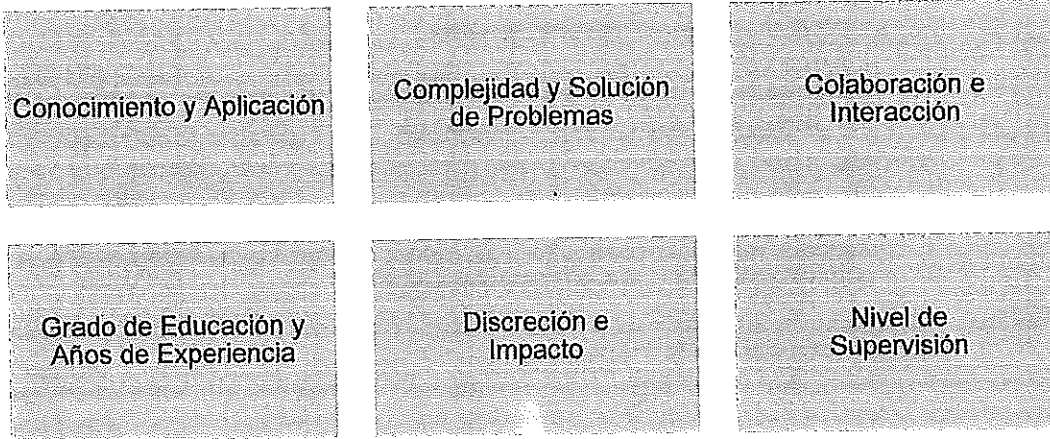 Conocimiento y Aplicación
Complejidad y Solución
de Problemas
Colaboración e
Interacción
Grado de Educación y
Años de Experiencia
Discreción e
Impacto
Nivel de
Supervisión